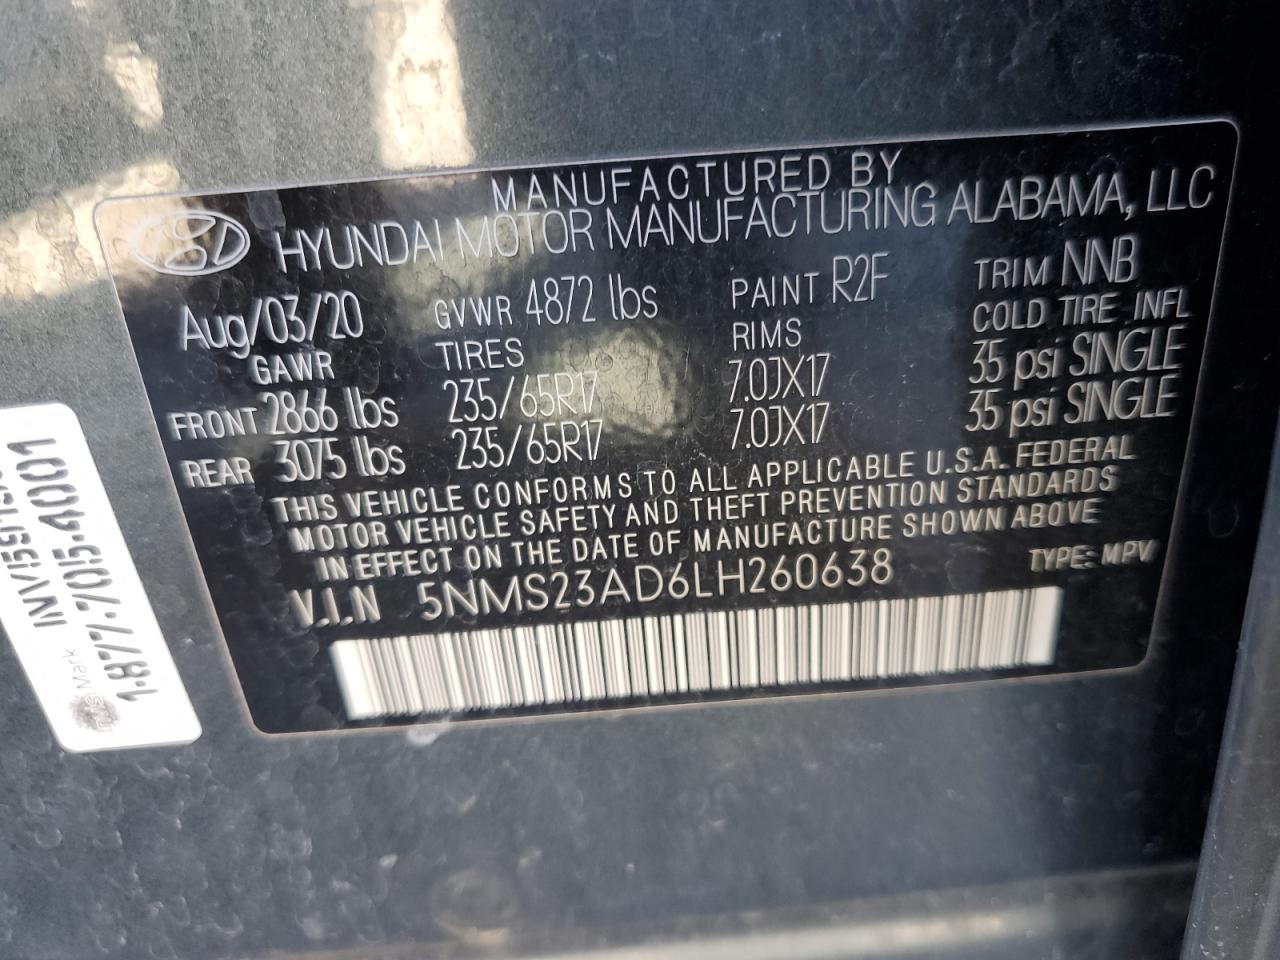 MANUFACTURED BY
HYUNDAI MOTOR MANUFACTURING ALABAMA, LLC
Aug/03/20 GVWR 4872 lbs PAINT R2F TRIM NNB
GAWR TIRES RIMS COLD TIRE INFL
FRONT 2866 lbs 235/65R17 7.0JX17 35 psi SINGLE
REAR 3075 lbs 235/65R17 7.0JX17 35 psi SINGLE
THIS VEHICLE CONFORMS TO ALL APPLICABLE U.S.A. FEDERAL
MOTOR VEHICLE SAFETY AND THEFT PREVENTION STANDARDS
IN EFFECT ON THE DATE OF MANUFACTURE SHOWN ABOVE
V.I.N 5NMS23AD6LH260638 TYPE: MPV
1·877·705·4001
Mark